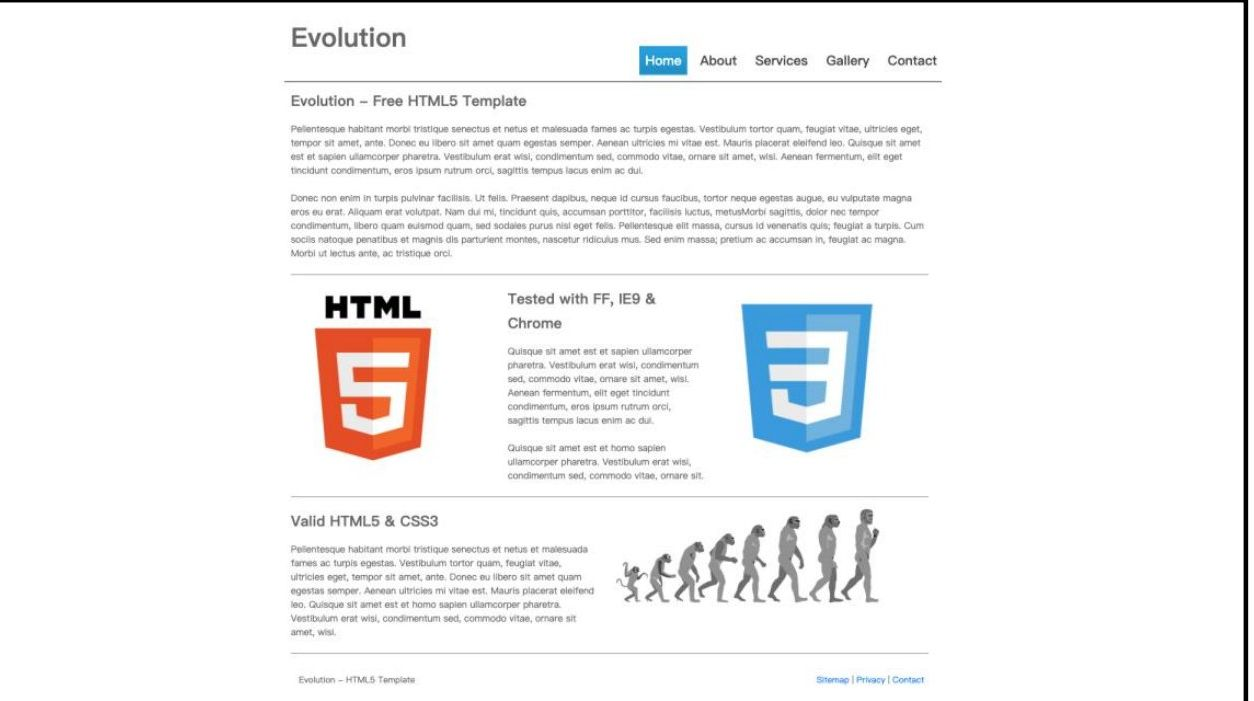 Evolution
Home About Services Gallery Contact
Evolution – Free HTML5 Template
Pellentesque habitant morbi tristique senectus et netus et malesuada fames ac turpis egestas. Vestibulum tortor quam, feugiat vitae, ultricies eget,
tempor sit amet, ante. Donec eu libero sit amet quam egestas semper. Aenean ultricies mi vitae est. Mauris placerat eleifend leo. Quisque sit amet
est et sapien ullamcorper pharetra. Vestibulum erat wisi, condimentum sed, commodo vitae, ornare sit amet, wisi. Aenean fermentum, elit eget
tincidunt condimentum, eros ipsum rutrum orci, sagittis tempus lacus enim ac dui.
Donec non enim in turpis pulvinar facilisis. Ut felis. Praesent dapibus, neque id cursus faucibus, tortor neque egestas augue, eu vulputate magna
eros eu erat. Aliquam erat volutpat. Nam dui mi, tincidunt quis, accumsan porttitor, facilisis luctus, metusMorbi sagittis, dolor nec tempor
condimentum, libero quam euismod quam, sed sodales purus nisl eget felis. Pellentesque elit massa, cursus id venenatis quis; feugiat a turpis. Cum
sociis natoque penatibus et magnis dis parturient montes, nascetur ridiculus mus. Sed enim massa; pretium ac accumsan in, feugiat ac magna.
Morbi ut lectus ante, ac tristique orci.
HTML
5
Tested with FF, IE9 &
Chrome
Quisque sit amet est et sapien ullamcorper
pharetra. Vestibulum erat wisi, condimentum
sed, commodo vitae, ornare sit amet, wisi.
Aenean fermentum, elit eget tincidunt
condimentum, eros ipsum rutrum orci,
sagittis tempus lacus enim ac dui.
Quisque sit amet est et homo sapien
ullamcorper pharetra. Vestibulum erat wisi,
condimentum sed, commodo vitae, ornare sit.
3
Valid HTML5 & CSS3
Pellentesque habitant morbi tristique senectus et netus et malesuada
fames ac turpis egestas. Vestibulum tortor quam, feugiat vitae,
ultricies eget, tempor sit amet, ante. Donec eu libero sit amet quam
egestas semper. Aenean ultricies mi vitae est. Mauris placerat eleifend
leo. Quisque sit amet est et homo sapien ullamcorper pharetra.
Vestibulum erat wisi, condimentum sed, commodo vitae, ornare sit
amet, wisi.
Evolution – HTML5 Template
Sitemap | Privacy | Contact